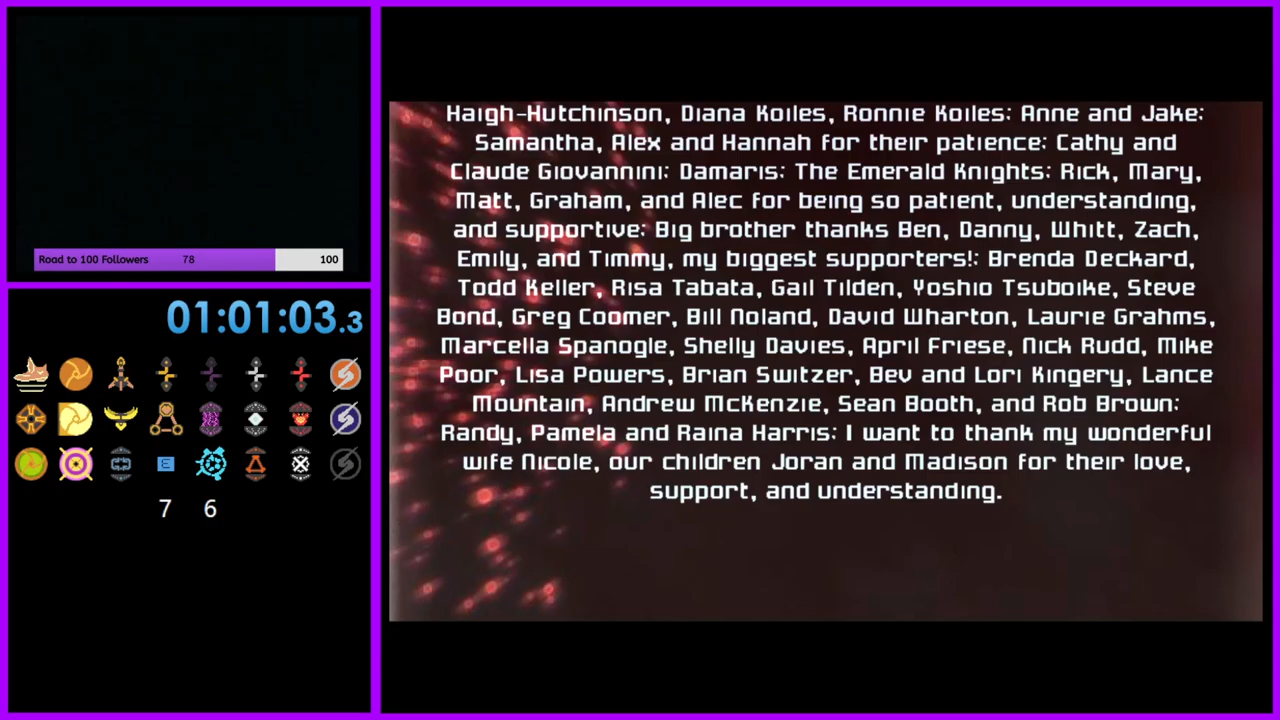 Road to 100 Followers 78 100
01:01:03.3
7 6
Haigh-Hutchinson, Diana Koiles, Ronnie Koiles; Anne and Jake;
Samantha, Alex and Hannah for their patience; Cathy and
Claude Giovannini; Damaris; The Emerald Knights: Rick, Mary,
Matt, Graham, and Alec for being so patient, understanding,
and supportive; Big brother thanks Ben, Danny, Whitt, Zach,
Emily, and Timmy, my biggest supporters!; Brenda Deckard,
Todd Keller, Risa Tabata, Gail Tilden, Yoshio Tsuboike, Steve
Bond, Greg Coomer, Bill Noland, David Wharton, Laurie Grahms,
Marcella Spanogle, Shelly Davies, April Friese, Nick Rudd, Mike
Poor, Lisa Powers, Brian Switzer, Bev and Lori Kingery, Lance
Mountain, Andrew McKenzie, Sean Booth, and Rob Brown;
Randy, Pamela and Raina Harris; I want to thank my wonderful
wife Nicole, our children Joran and Madison for their love,
support, and understanding.